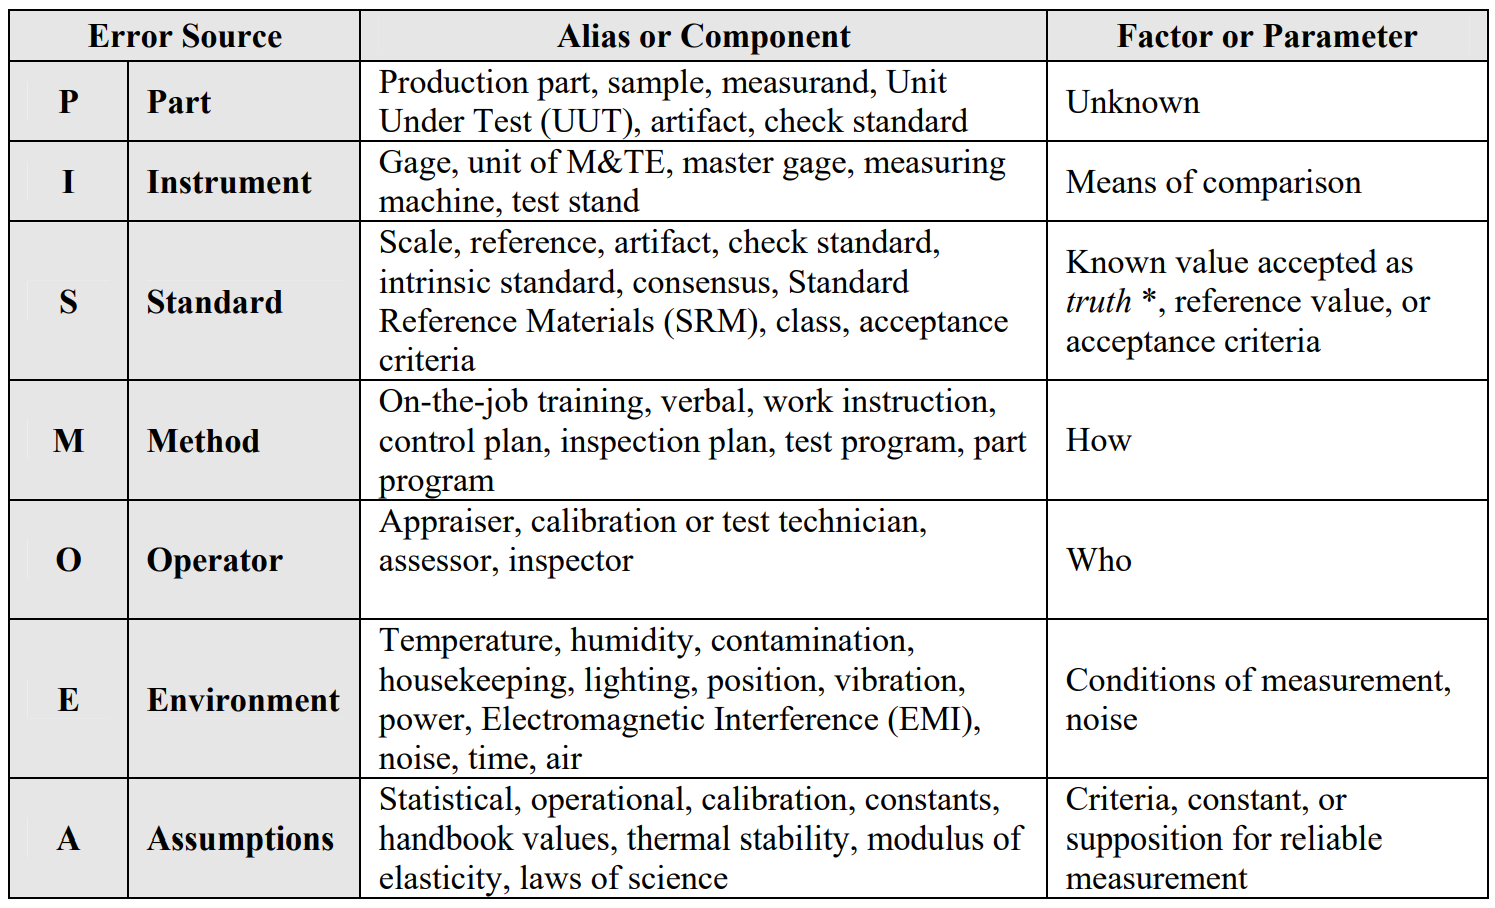 Error Source
Alias or Component
Factor or Parameter
P
Part
Production part, sample, measurand, Unit
Under Test (UUT), artifact, check standard
Unknown
I
Instrument
Gage, unit of M&TE, master gage, measuring
machine, test stand
Means of comparison
S
Standard
Scale, reference, artifact, check standard,
intrinsic standard, consensus, Standard
Reference Materials (SRM), class, acceptance
criteria
Known value accepted as
truth *, reference value, or
acceptance criteria
M
Method
On-the-job training, verbal, work instruction,
control plan, inspection plan, test program, part
program
How
O
Operator
Appraiser, calibration or test technician,
assessor, inspector
Who
E
Environment
Temperature, humidity, contamination,
housekeeping, lighting, position, vibration,
power, Electromagnetic Interference (EMI),
noise, time, air
Conditions of measurement,
noise
A
Assumptions
Statistical, operational, calibration, constants,
handbook values, thermal stability, modulus of
elasticity, laws of science
Criteria, constant, or
supposition for reliable
measurement